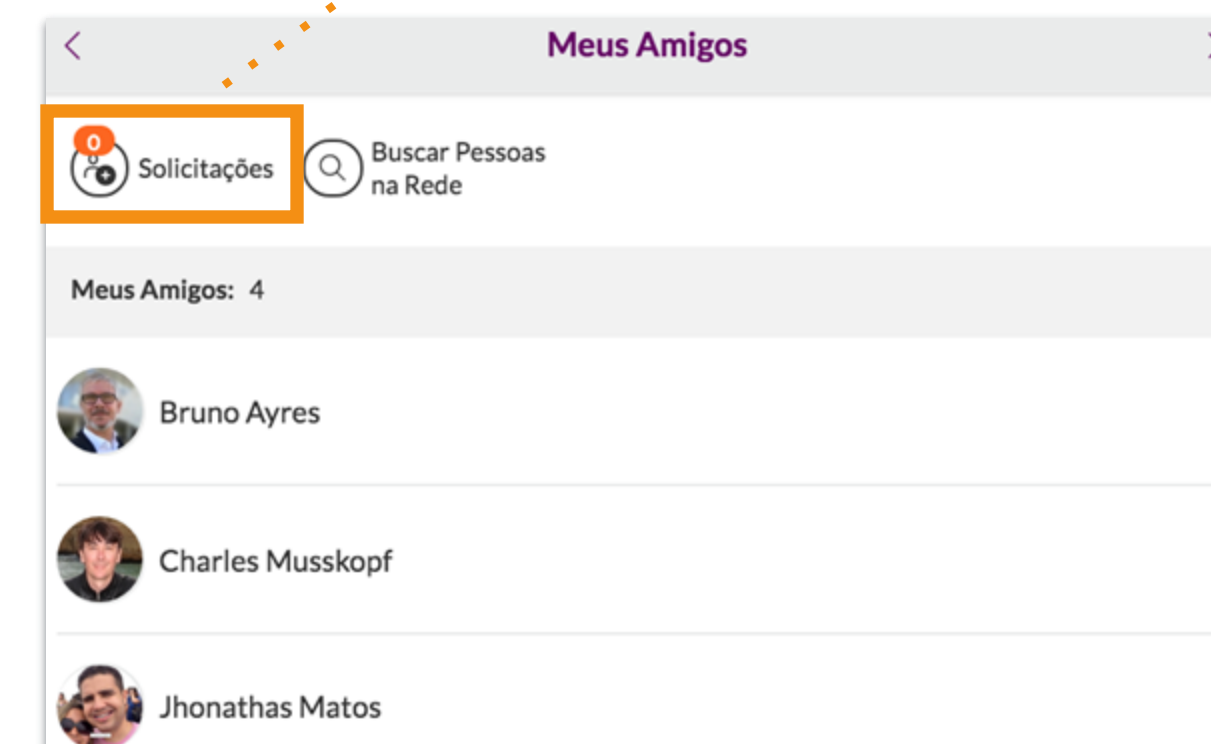 Meus Amigos
0
Solicitações
Buscar Pessoas
na Rede
Meus Amigos: 4
Bruno Ayres
Charles Musskopf
Jhonathas Matos